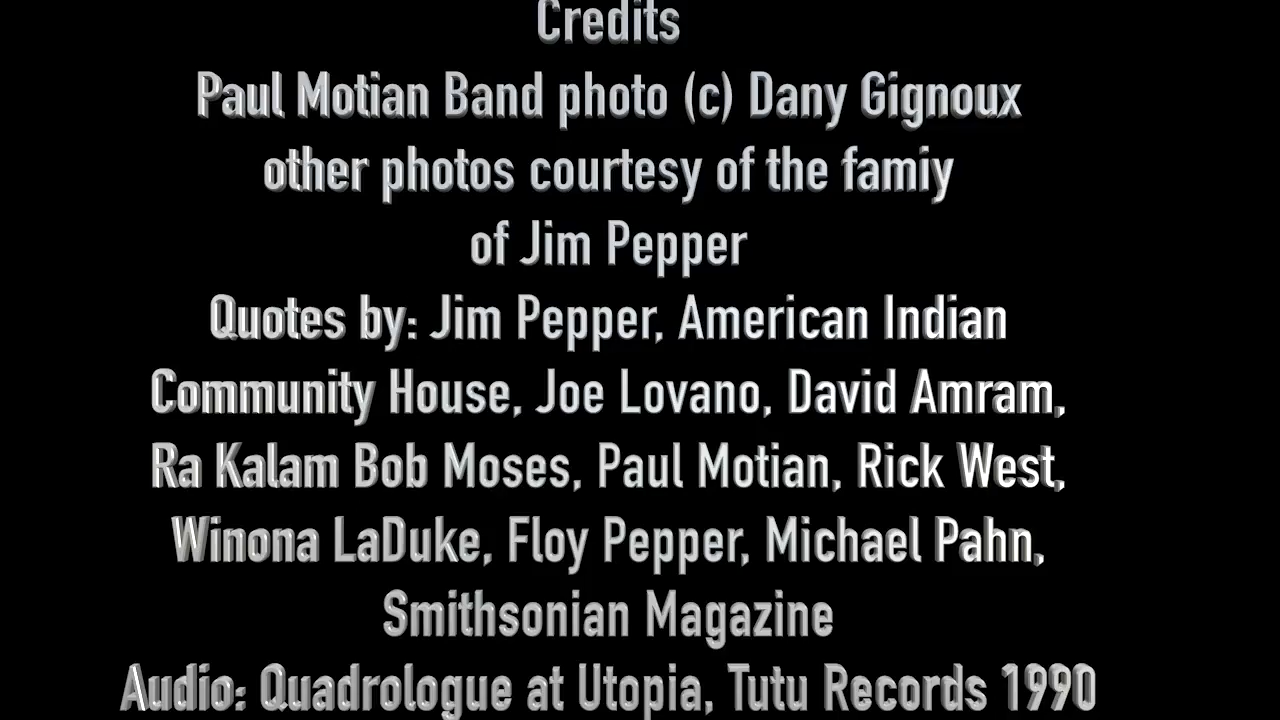 Credits
Paul Motian Band photo (c) Dany Gignoux
other photos courtesy of the famiy
of Jim Pepper
Quotes by: Jim Pepper, American Indian
Community House, Joe Lovano, David Amram,
Ra Kalam Bob Moses, Paul Motian, Rick West,
Winona LaDuke, Floy Pepper, Michael Pahn,
Smithsonian Magazine
Audio: Quadrologue at Utopia, Tutu Records 1990